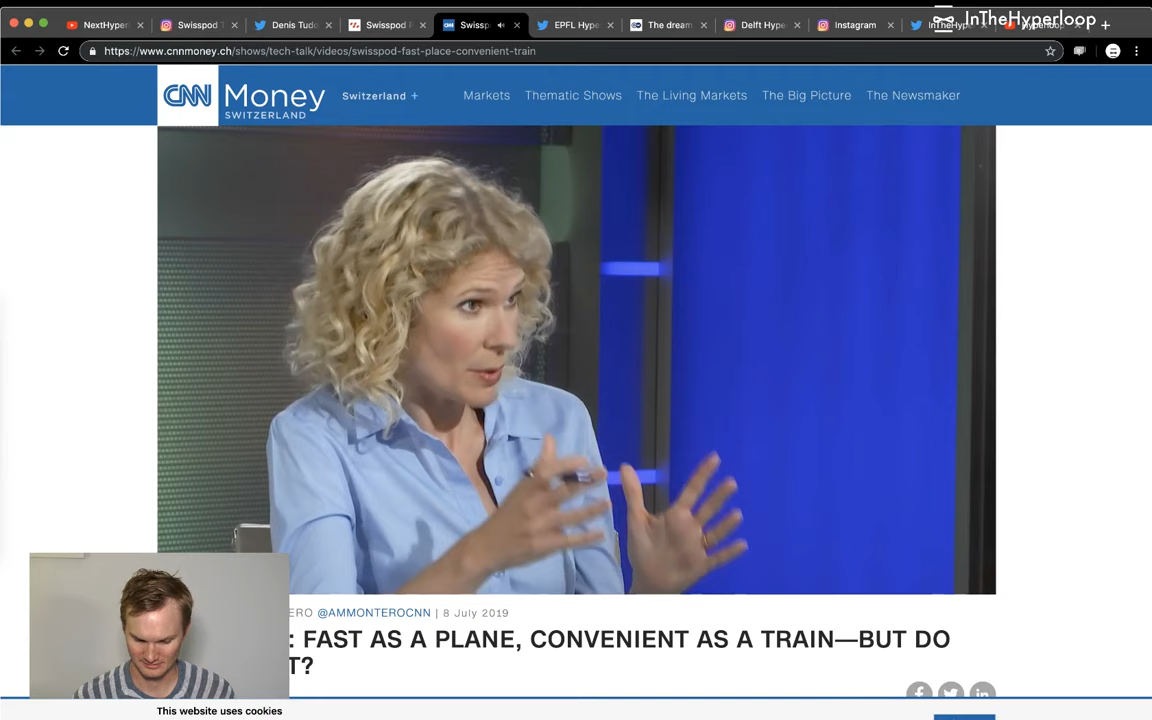 NextHyper
Swisspod T
Denis Tudo
Swisspod
Swissp
EPFL Hype
The dream
Delft Hype
Instagram
InTheHyp
Hyperloop
InTheHyperloop
https://www.cnnmoney.ch/shows/tech-talk/videos/swisspod-fast-place-convenient-train
CNN Money
SWITZERLAND
Switzerland +
Markets
Thematic Shows
The Living Markets
The Big Picture
The Newsmaker
ERO @AMMONTEROCNN | 8 July 2019
: FAST AS A PLANE, CONVENIENT AS A TRAIN—BUT DO
T?
This website uses cookies